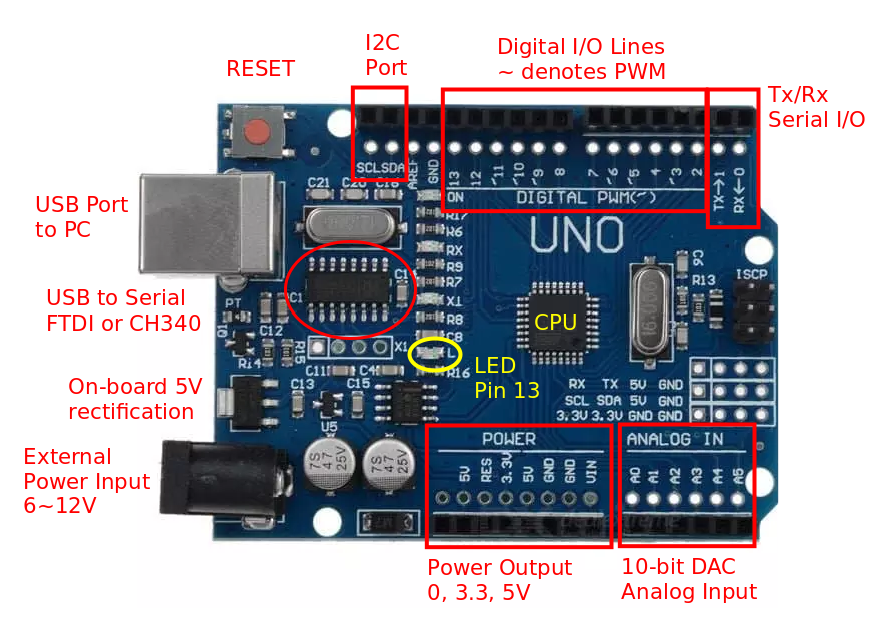 I2C
Port
RESET
Digital I/O Lines
~ denotes PWM
Tx/Rx
Serial I/O
SCL SDA AREF GND 13 12 ~11 ~10 ~9 8 7 ~6 ~5 4 ~3 2 TX→1 RX←0
DIGITAL PWM(~)
USB Port
to PC
C21 C20
ON
R17
R6
RX
R9
R7
TX
R8
C8
L
R16
UNO
C6
R13
ISCP
USB to Serial
FTDI or CH340
PT
Q1
C12
R14
R15
X1
CPU
LED
Pin 13
On-board 5V
rectification
C11 C4
C13 C15
U5
RX TX 5V GND
SCL SDA 5V GND
3.3V 3.3V GND GND
External
Power Input
6~12V
7S
47
25V
7S
47
25V
POWER
5V RES 3.3V 5V GND GND VIN
ANALOG IN
A0 A1 A2 A3 A4 A5
Power Output
0, 3.3, 5V
10-bit DAC
Analog Input